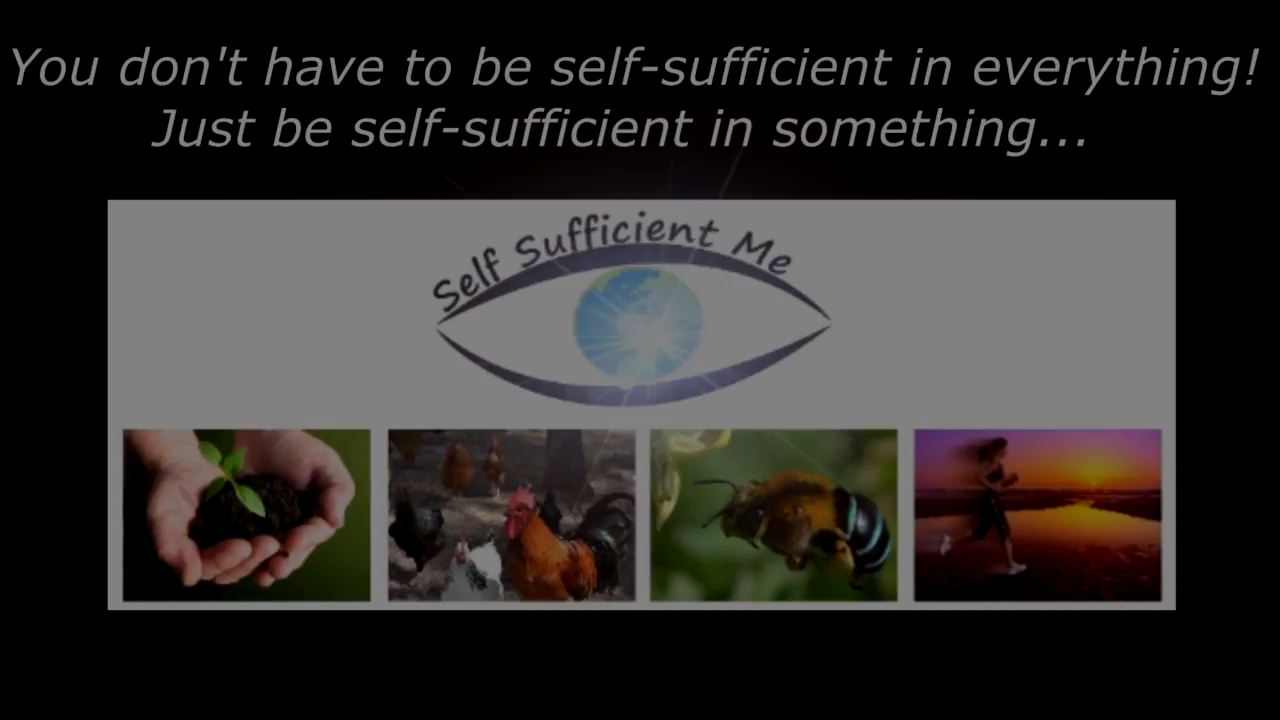 You don't have to be self-sufficient in everything!
Just be self-sufficient in something...
Self Sufficient Me